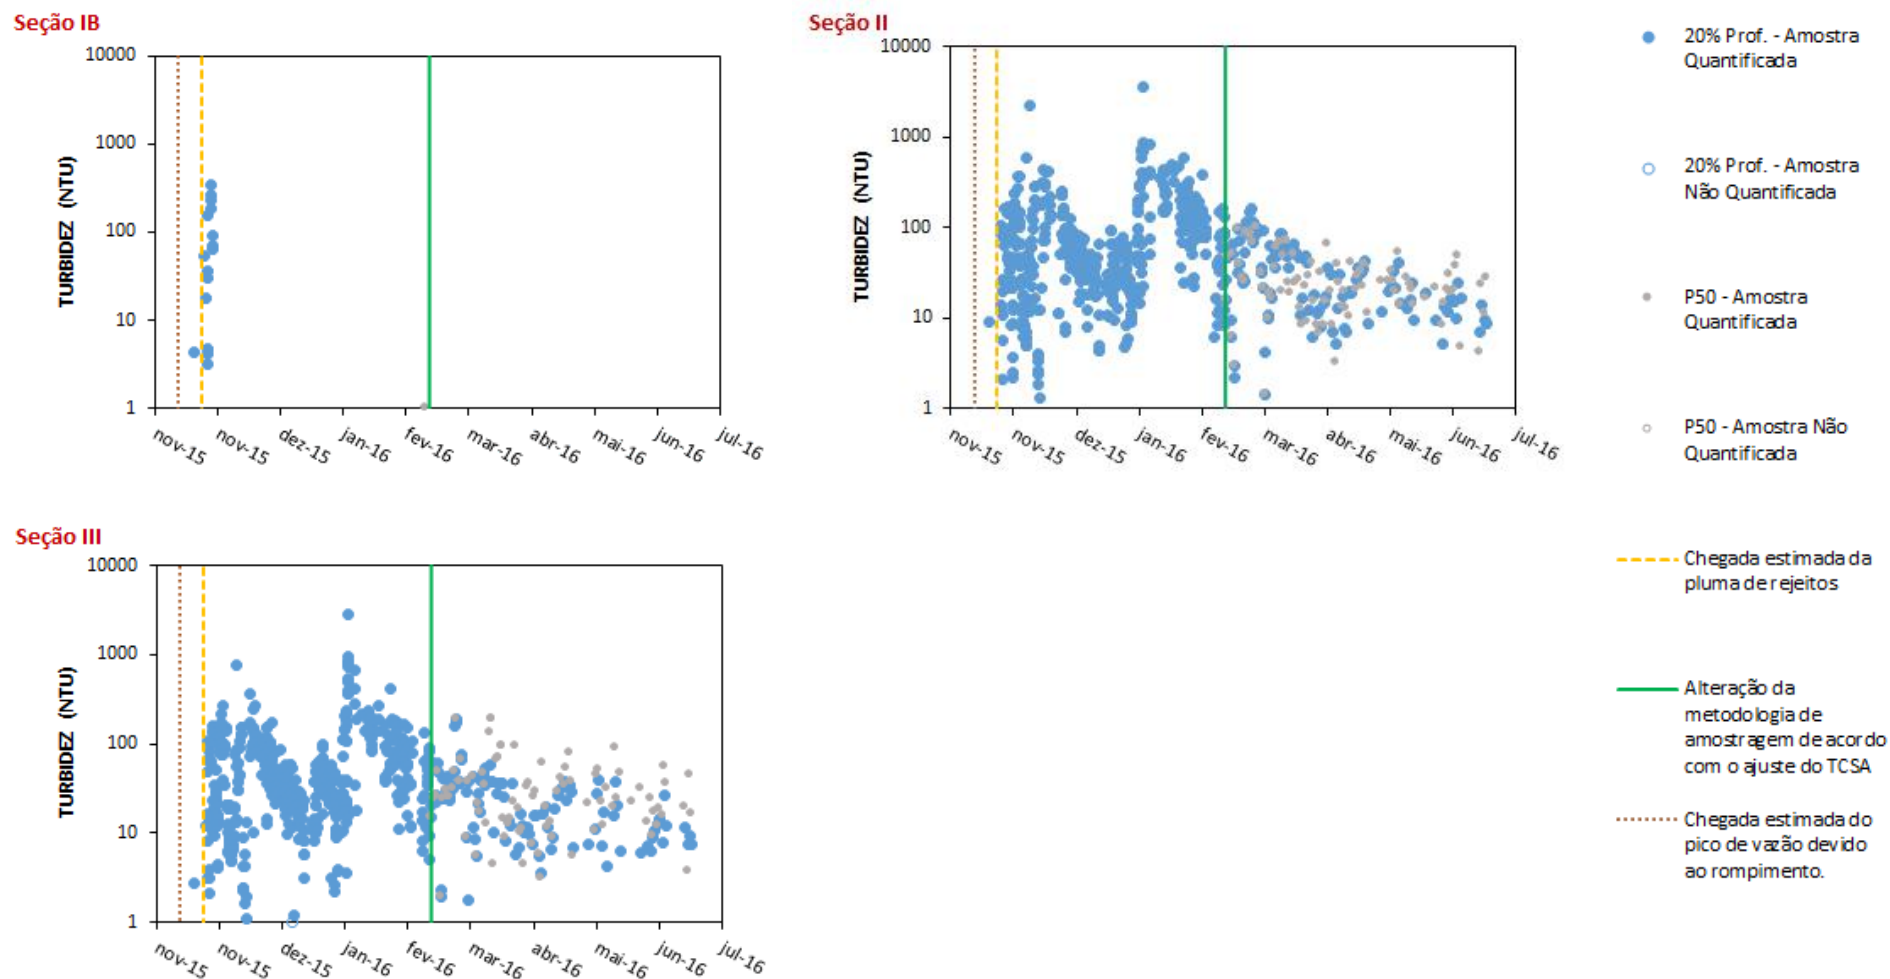 Seção IB
10000
1000
100
10
1
TURBIDEZ (NTU)
nov-15
nov-15
dez-15
jan-16
fev-16
mar-16
abr-16
mai-16
jun-16
jul-16
Seção II
10000
1000
100
10
1
TURBIDEZ (NTU)
nov-15
nov-15
dez-15
jan-16
fev-16
mar-16
abr-16
mai-16
jun-16
jul-16
Seção III
10000
1000
100
10
1
TURBIDEZ (NTU)
nov-15
nov-15
dez-15
jan-16
fev-16
mar-16
abr-16
mai-16
jun-16
jul-16
20% Prof. - Amostra
Quantificada
20% Prof. - Amostra
Não Quantificada
P50 - Amostra
Quantificada
P50 - Amostra Não
Quantificada
Chegada estimada da
pluma de rejeitos
Alteração da
metodologia de
amostragem de acordo
com o ajuste do TCSA
Chegada estimada do
pico de vazão devido
ao rompimento.